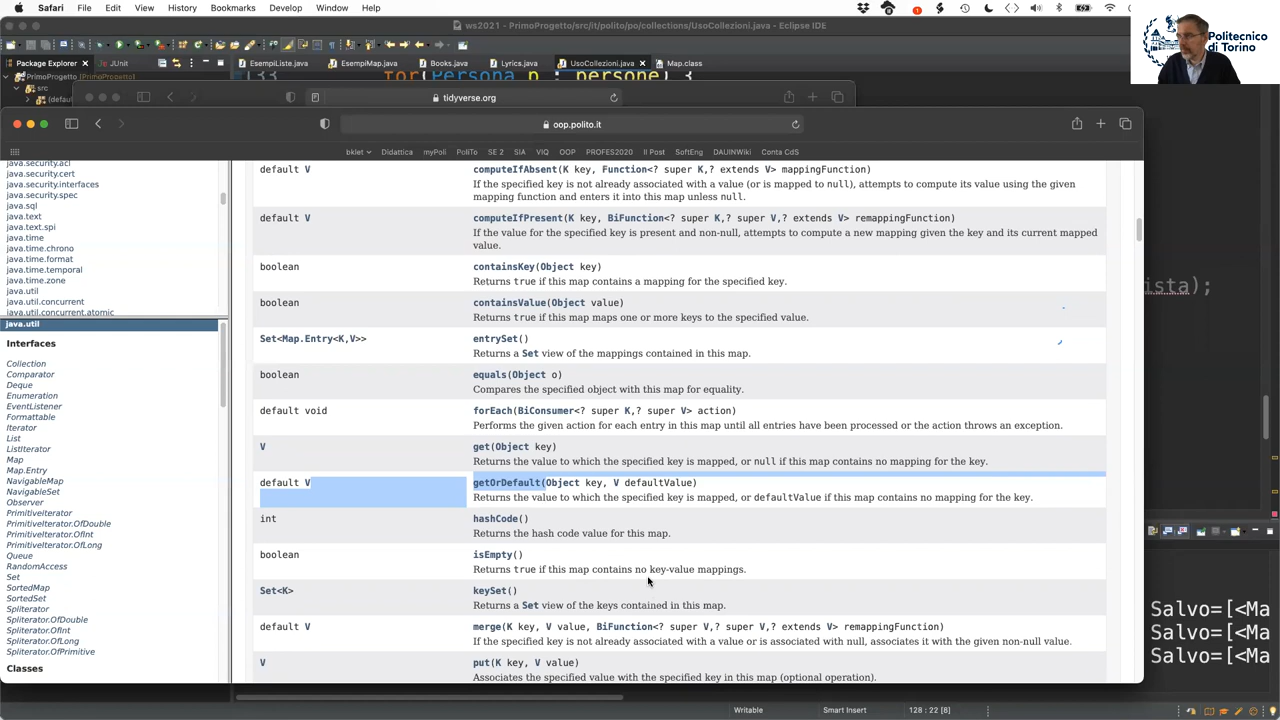 Safari File Edit View History Bookmarks Develop Window Help
ws2021 - PrimoProgetto/src/it/polito/po/collections/UsoCollezioni.java - Eclipse IDE
Politecnico
di Torino
Package Explorer JUnit EsempiListe.java EsempiMap.java Books.java Lyrics.java UsoCollezioni.java Map.class
PrimoProgetto
for(Persona p : persone) {
src
(defau
tidyverse.org
oop.polito.it
bklet Didattica myPoli PoliTo SE 2 SIA VIQ OOP PROFES2020 Il Post SoftEng DAUINWiki Conta CdS
java.security.acl
java.security.cert
java.security.interfaces
java.security.spec
java.sql
java.text
java.text.spi
java.time
java.time.chrono
java.time.format
java.time.temporal
java.time.zone
java.util
java.util.concurrent
java.util.concurrent.atomic
java.util
Interfaces
Collection
Comparator
Deque
Enumeration
EventListener
Formattable
Iterator
List
ListIterator
Map
Map.Entry
NavigableMap
NavigableSet
Observer
PrimitiveIterator
PrimitiveIterator.OfDouble
PrimitiveIterator.OfInt
PrimitiveIterator.OfLong
Queue
RandomAccess
Set
SortedMap
SortedSet
Spliterator
Spliterator.OfDouble
Spliterator.OfInt
Spliterator.OfLong
Spliterator.OfPrimitive
Classes
default V computeIfAbsent(K key, Function<? super K,? extends V> mappingFunction)
If the specified key is not already associated with a value (or is mapped to null), attempts to compute its value using the given
mapping function and enters it into this map unless null.
default V computeIfPresent(K key, BiFunction<? super K,? super V,? extends V> remappingFunction)
If the value for the specified key is present and non-null, attempts to compute a new mapping given the key and its current mapped
value.
boolean containsKey(Object key)
Returns true if this map contains a mapping for the specified key.
boolean containsValue(Object value)
Returns true if this map maps one or more keys to the specified value.
Set<Map.Entry<K,V>> entrySet()
Returns a Set view of the mappings contained in this map.
boolean equals(Object o)
Compares the specified object with this map for equality.
default void forEach(BiConsumer<? super K,? super V> action)
Performs the given action for each entry in this map until all entries have been processed or the action throws an exception.
V get(Object key)
Returns the value to which the specified key is mapped, or null if this map contains no mapping for the key.
default V getOrDefault(Object key, V defaultValue)
Returns the value to which the specified key is mapped, or defaultValue if this map contains no mapping for the key.
int hashCode()
Returns the hash code value for this map.
boolean isEmpty()
Returns true if this map contains no key-value mappings.
Set<K> keySet()
Returns a Set view of the keys contained in this map.
default V merge(K key, V value, BiFunction<? super V,? super V,? extends V> remappingFunction)
If the specified key is not already associated with a value or is associated with null, associates it with the given non-null value.
V put(K key, V value)
Associates the specified value with the specified key in this map (optional operation).
ista);
Salvo=[<Ma
Salvo=[<Ma
Salvo=[<Ma
Writable Smart Insert 128 : 22 [6]